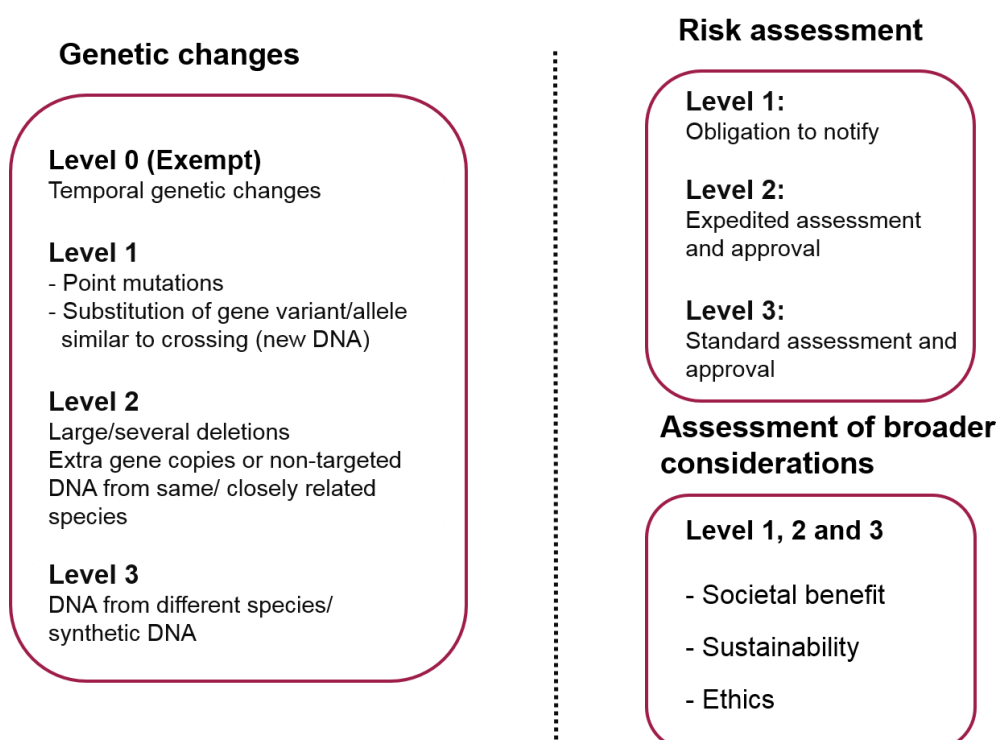 Genetic changes
Level 0 (Exempt)
Temporal genetic changes
Level 1
- Point mutations
- Substitution of gene variant/allele
similar to crossing (new DNA)
Level 2
Large/several deletions
Extra gene copies or non-targeted
DNA from same/ closely related
species
Level 3
DNA from different species/
synthetic DNA
Risk assessment
Level 1:
Obligation to notify
Level 2:
Expedited assessment
and approval
Level 3:
Standard assessment and
approval
Assessment of broader
considerations
Level 1, 2 and 3
- Societal benefit
- Sustainability
- Ethics